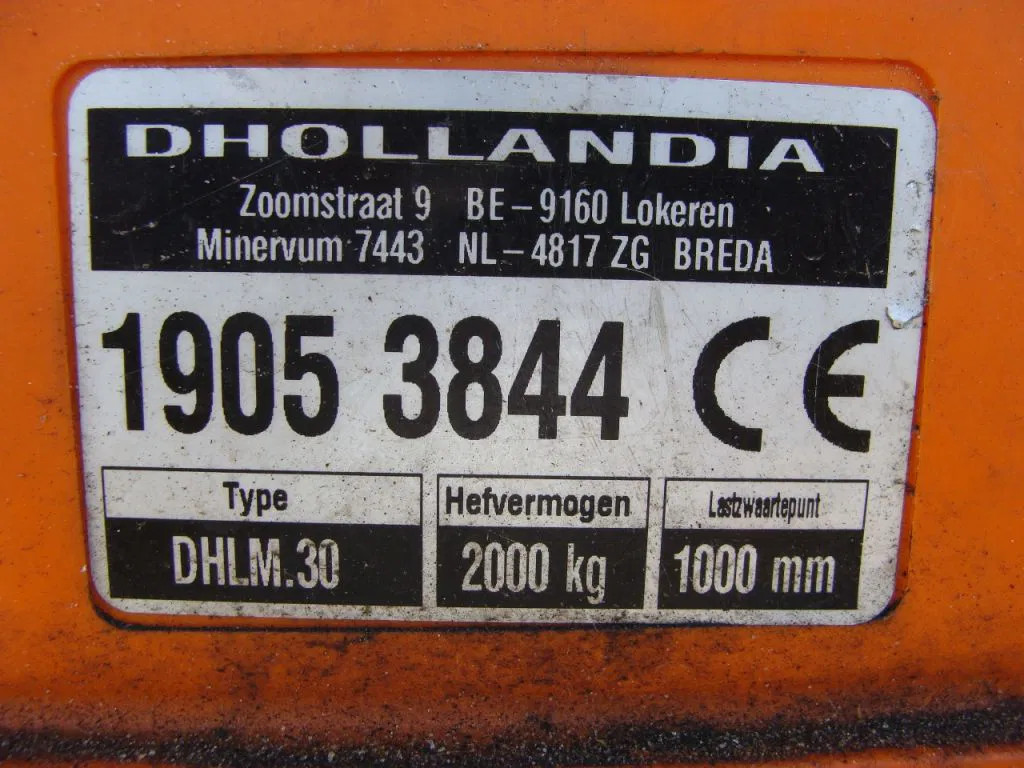 DHOLLANDIA
Zoomstraat 9 BE-9160 Lokeren
Minervum 7443 NL-4817 ZG BREDA
1905 3844 CE
Type Hefvermogen Lastzwaartepunt
DHLM.30 2000 kg 1000 mm